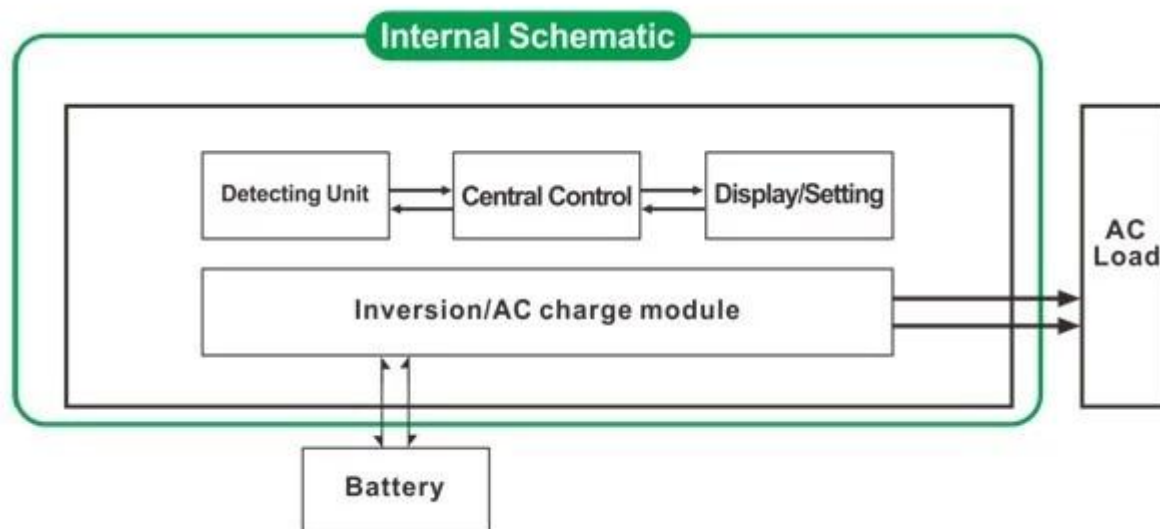 Internal Schematic
Detecting Unit
Central Control
Display/Setting
AC
Load
Inversion/AC charge module
Battery